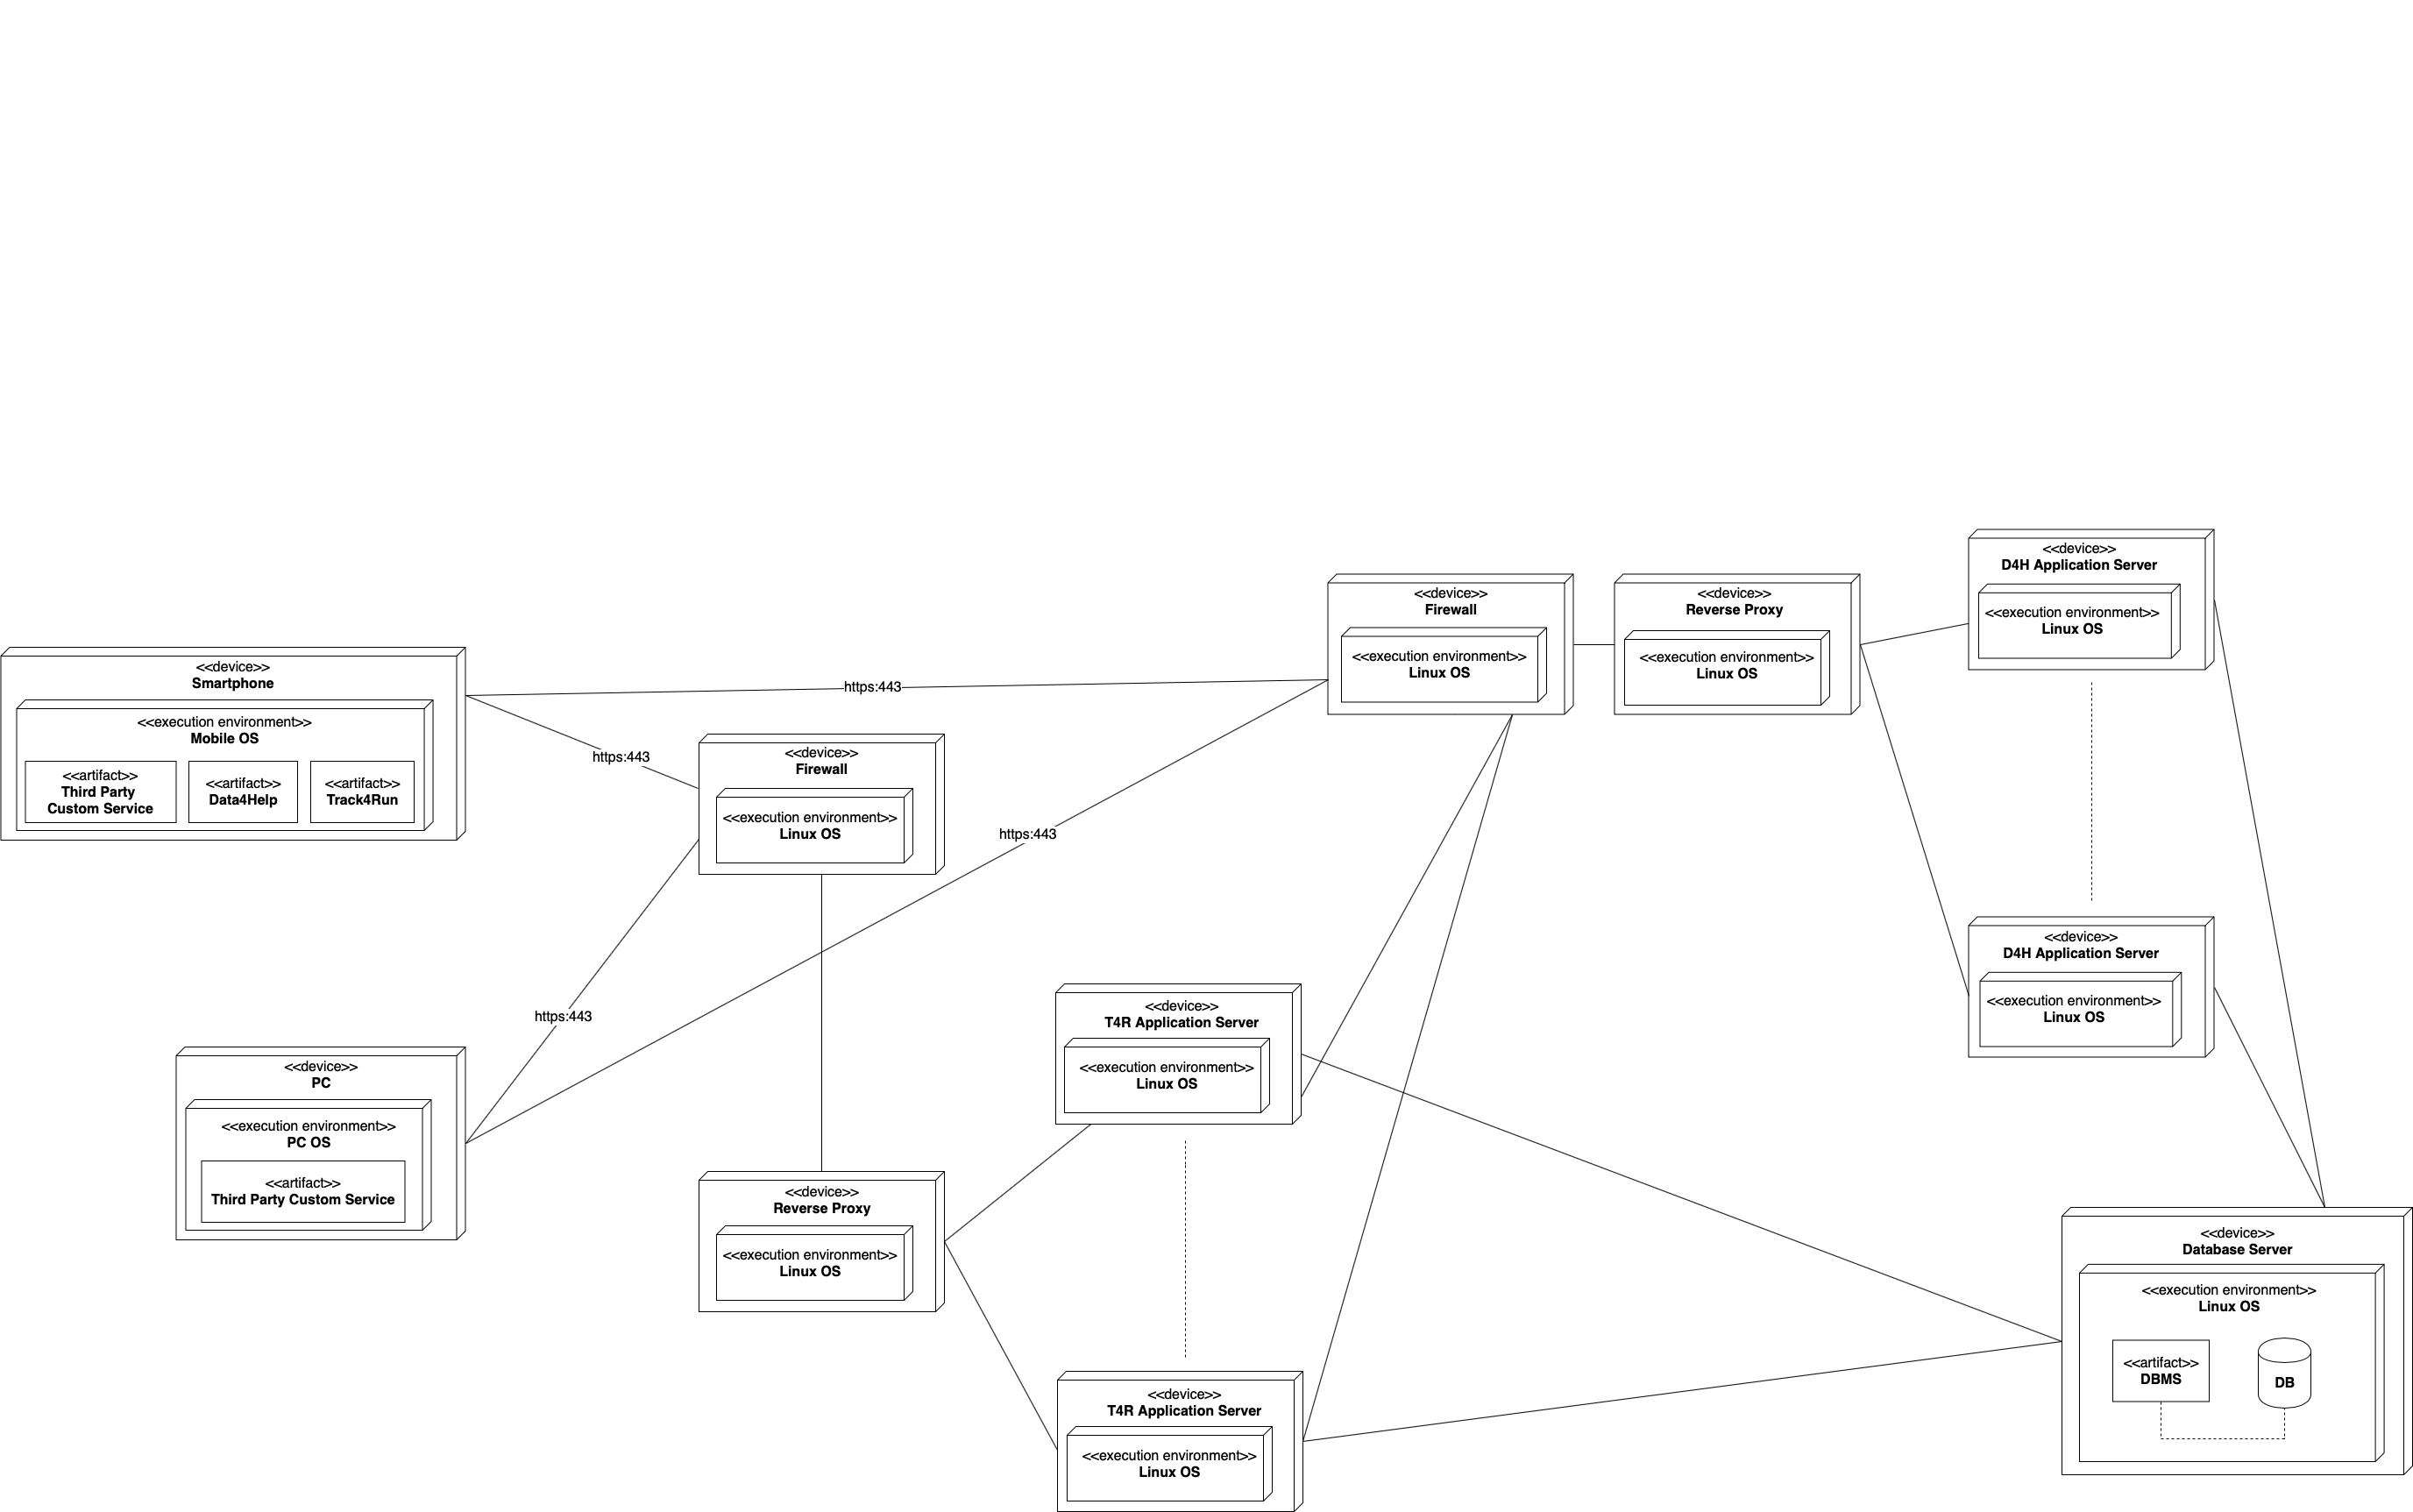 <<device>>
D4H Application Server
<<execution environment>>
Linux OS
<<device>>
Firewall
<<execution environment>>
Linux OS
<<device>>
Reverse Proxy
<<execution environment>>
Linux OS
<<device>>
Smartphone
<<execution environment>>
Mobile OS
<<artifact>>
Third Party
Custom Service
<<artifact>>
Data4Help
<<artifact>>
Track4Run
https:443
https:443
<<device>>
Firewall
<<execution environment>>
Linux OS
https:443
https:443
<<device>>
D4H Application Server
<<execution environment>>
Linux OS
<<device>>
T4R Application Server
<<execution environment>>
Linux OS
<<device>>
PC
<<execution environment>>
PC OS
<<artifact>>
Third Party Custom Service
<<device>>
Reverse Proxy
<<execution environment>>
Linux OS
<<device>>
Database Server
<<execution environment>>
Linux OS
<<artifact>>
DBMS
DB
<<device>>
T4R Application Server
<<execution environment>>
Linux OS